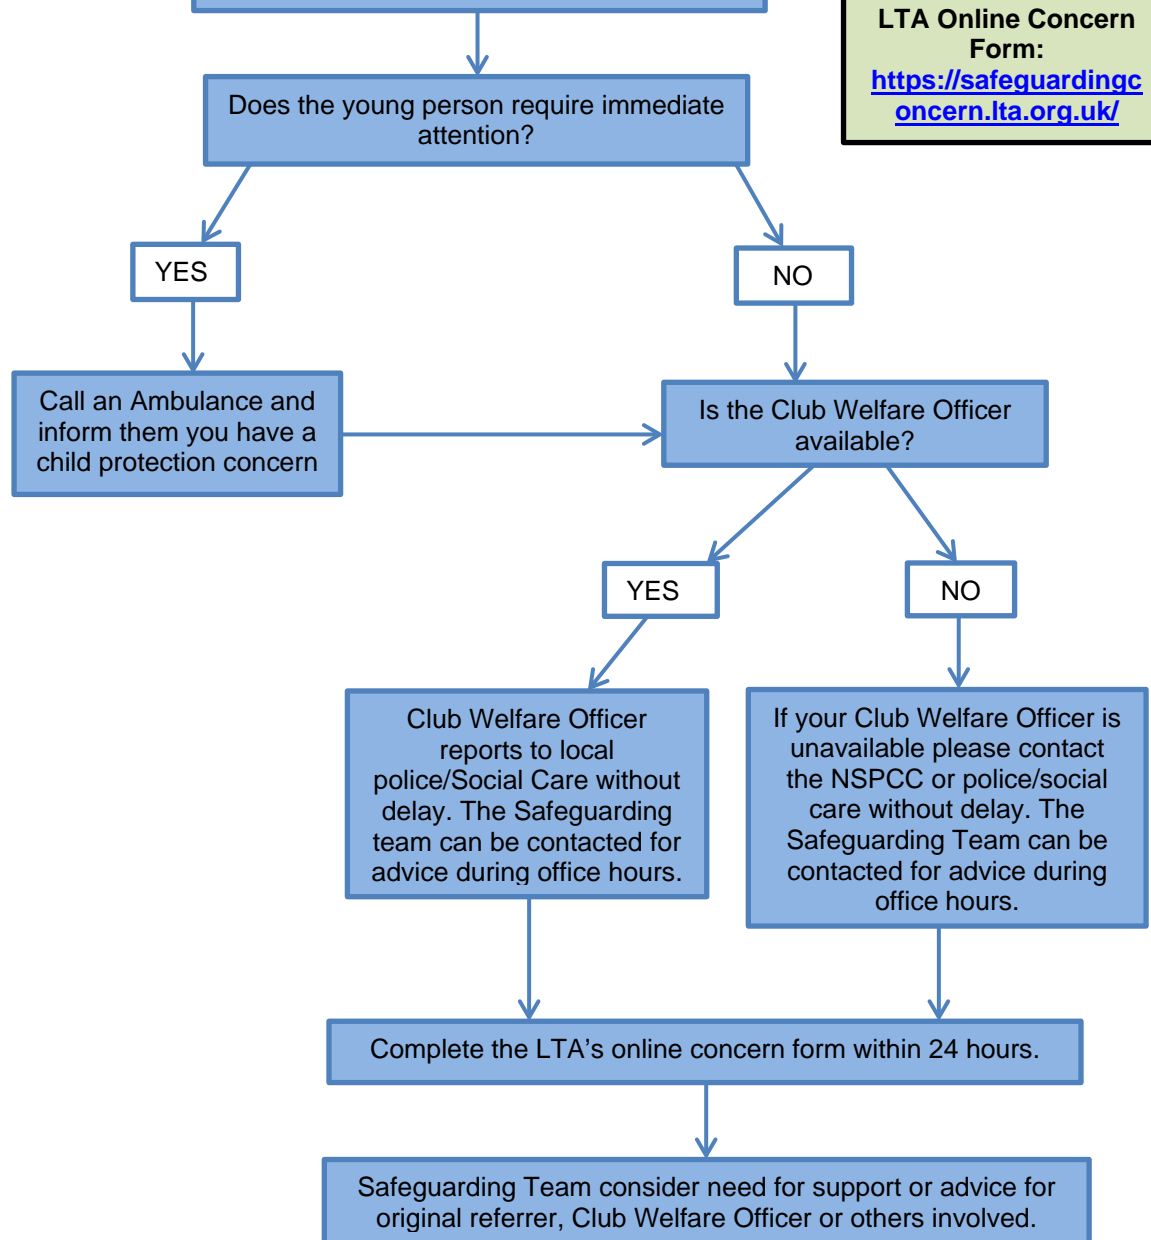 LTA Online Concern
Form:
https://safeguardingc
oncern.lta.org.uk/
Does the young person require immediate
attention?
YES
NO
Call an Ambulance and
inform them you have a
child protection concern
Is the Club Welfare Officer
available?
YES
NO
Club Welfare Officer
reports to local
police/Social Care without
delay. The Safeguarding
team can be contacted for
advice during office hours.
If your Club Welfare Officer is
unavailable please contact
the NSPCC or police/social
care without delay. The
Safeguarding Team can be
contacted for advice during
office hours.
Complete the LTA’s online concern form within 24 hours.
Safeguarding Team consider need for support or advice for
original referrer, Club Welfare Officer or others involved.